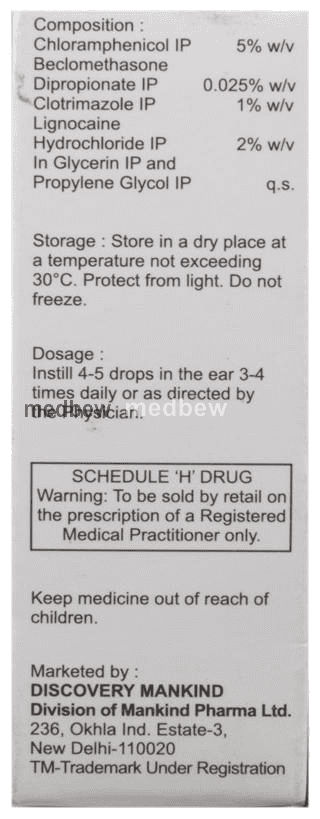 Composition :
Chloramphenicol IP 5% w/v
Beclomethasone
Dipropionate IP 0.025% w/v
Clotrimazole IP 1% w/v
Lignocaine
Hydrochloride IP 2% w/v
In Glycerin IP and
Propylene Glycol IP q.s.
Storage : Store in a dry place at
a temperature not exceeding
30°C. Protect from light. Do not
freeze.
Dosage :
Instill 4-5 drops in the ear 3-4
times daily or as directed by
the Physician.
medbew medbew
SCHEDULE 'H' DRUG
Warning: To be sold by retail on
the prescription of a Registered
Medical Practitioner only.
Keep medicine out of reach of
children.
Marketed by :
DISCOVERY MANKIND
Division of Mankind Pharma Ltd.
236, Okhla Ind. Estate-3,
New Delhi-110020
TM-Trademark Under Registration